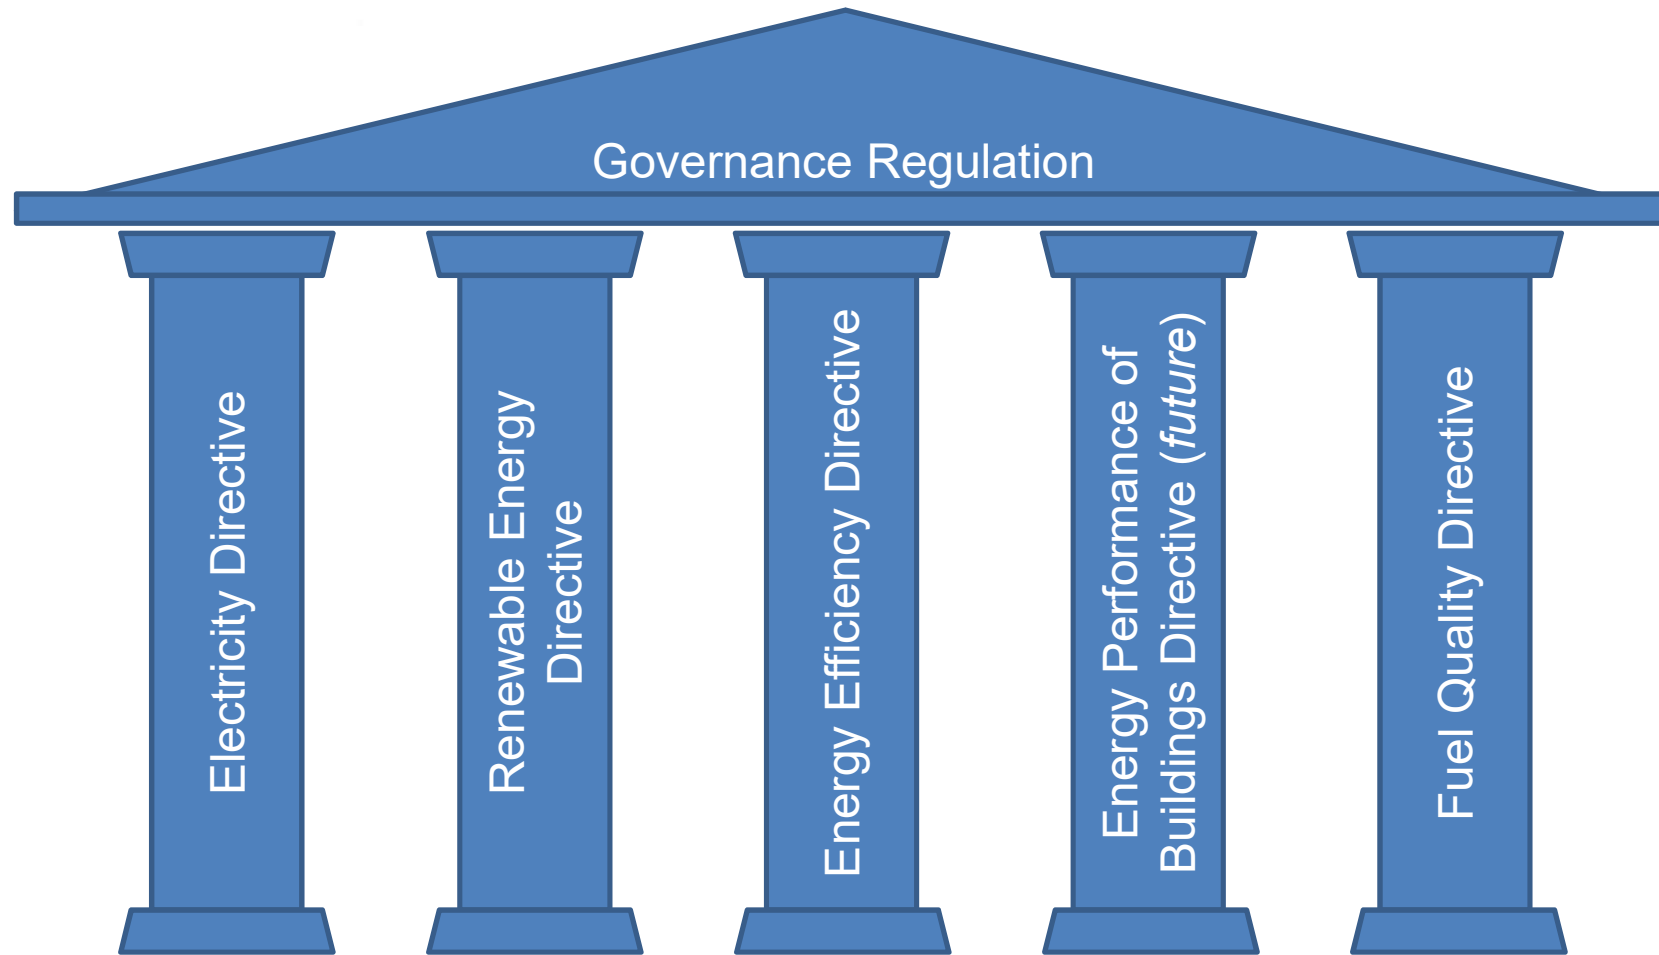 Governance Regulation
Electricity Directive
Renewable Energy
Directive
Energy Efficiency Directive
Energy Performance of
Buildings Directive (future)
Fuel Quality Directive